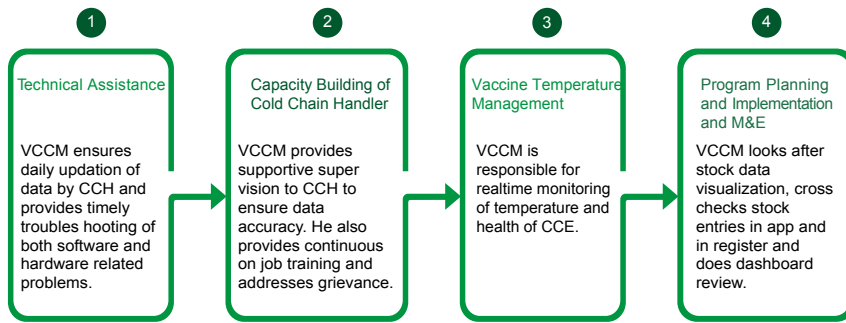 1
Technical Assistance
VCCM ensures
daily updation of
data by CCH and
provides timely
troubles hooting of
both software and
hardware related
problems.
2
Capacity Building of
Cold Chain Handler
VCCM provides
supportive super
vision to CCH to
ensure data
accuracy. He also
provides continuous
on job training and
addresses grievance.
3
Vaccine Temperature
Management
VCCM is
responsible for
realtime monitoring
of temperature and
health of CCE.
4
Program Planning
and Implementation
and M&E
VCCM looks after
stock data
visualization, cross
checks stock
entries in app and
in register and
does dashboard
review.